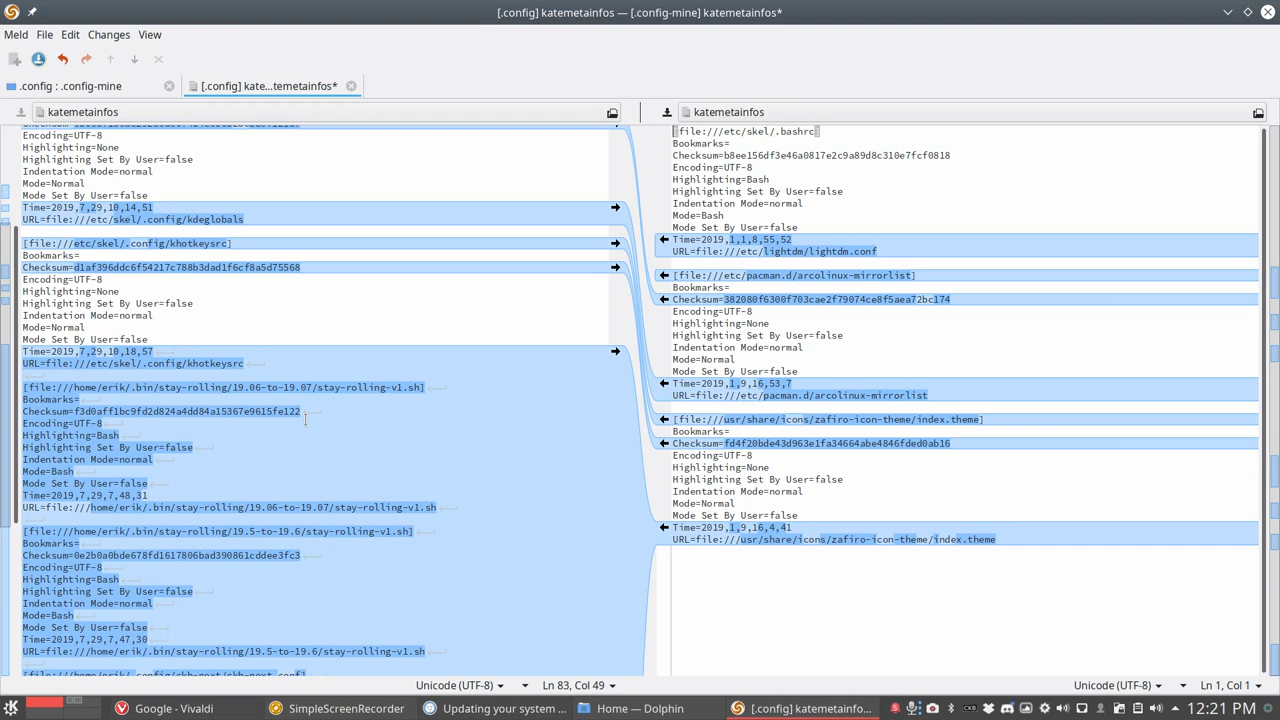 [.config] katemetainfos — [.config-mine] katemetainfos*
Meld File Edit Changes View
.config : .config-mine
[.config] kate...temetainfos*
katemetainfos
Encoding=UTF-8
Highlighting=None
Highlighting Set By User=false
Indentation Mode=normal
Mode=Normal
Mode Set By User=false
Time=2019,7,29,10,14,51
URL=file:///etc/skel/.config/kdeglobals
[file:///etc/skel/.config/khotkeysrc]
Bookmarks=
Checksum=d1af396ddc6f54217c788b3dad1f6cf8a5d75568
Encoding=UTF-8
Highlighting=None
Highlighting Set By User=false
Indentation Mode=normal
Mode=Normal
Mode Set By User=false
Time=2019,7,29,10,18,57
URL=file:///etc/skel/.config/khotkeysrc
[file:///home/erik/.bin/stay-rolling/19.06-to-19.07/stay-rolling-v1.sh]
Bookmarks=
Checksum=f3d0aff1bc9fd2d824a4dd84a15367e9615fe122
Encoding=UTF-8
Highlighting=Bash
Highlighting Set By User=false
Indentation Mode=normal
Mode=Bash
Mode Set By User=false
Time=2019,7,29,7,48,31
URL=file:///home/erik/.bin/stay-rolling/19.06-to-19.07/stay-rolling-v1.sh
[file:///home/erik/.bin/stay-rolling/19.5-to-19.6/stay-rolling-v1.sh]
Bookmarks=
Checksum=0e2b0a0bde678fd1617806bad390861cddee3fc3
Encoding=UTF-8
Highlighting=Bash
Highlighting Set By User=false
Indentation Mode=normal
Mode=Bash
Mode Set By User=false
Time=2019,7,29,7,47,30
URL=file:///home/erik/.bin/stay-rolling/19.5-to-19.6/stay-rolling-v1.sh
katemetainfos
[file:///etc/skel/.bashrc]
Bookmarks=
Checksum=b8ee156df3e46a0817e2c9a89d8c310e7fcf0818
Encoding=UTF-8
Highlighting=Bash
Highlighting Set By User=false
Indentation Mode=normal
Mode=Bash
Mode Set By User=false
Time=2019,1,1,8,55,52
URL=file:///etc/lightdm/lightdm.conf
[file:///etc/pacman.d/arcolinux-mirrorlist]
Bookmarks=
Checksum=382080f6300f703cae2f79074ce8f5aea72bc174
Encoding=UTF-8
Highlighting=None
Highlighting Set By User=false
Indentation Mode=normal
Mode=Normal
Mode Set By User=false
Time=2019,1,9,16,53,7
URL=file:///etc/pacman.d/arcolinux-mirrorlist
[file:///usr/share/icons/zafiro-icon-theme/index.theme]
Bookmarks=
Checksum=fd4f20bde43d963e1fa34664abe4846fded0ab16
Encoding=UTF-8
Highlighting=None
Highlighting Set By User=false
Indentation Mode=normal
Mode=Normal
Mode Set By User=false
Time=2019,1,9,16,4,41
URL=file:///usr/share/icons/zafiro-icon-theme/index.theme
Unicode (UTF-8) Ln 83, Col 49
Unicode (UTF-8) Ln 1, Col 1
Google - Vivaldi
SimpleScreenRecorder
Updating your system ...
Home — Dolphin
[.config] katemetainfo...
12:21 PM